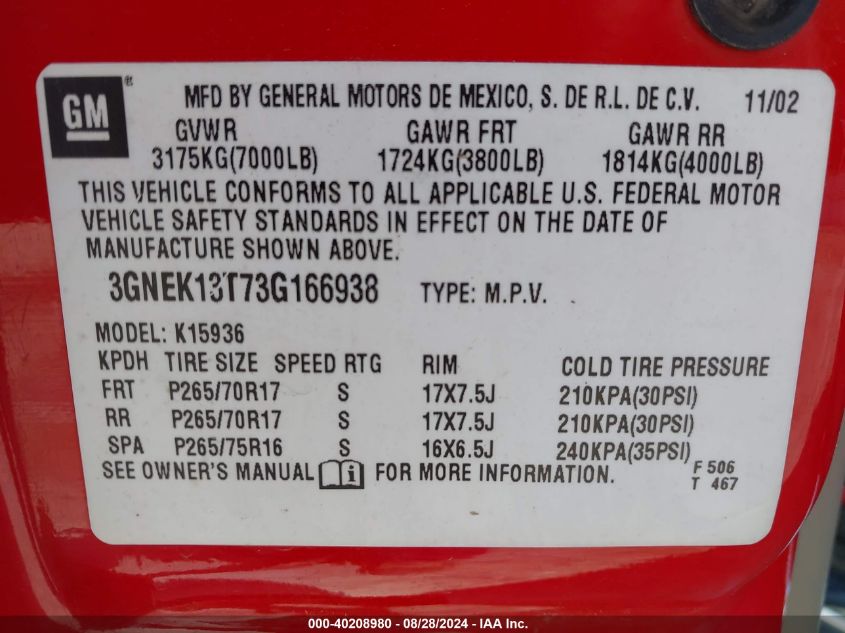 GM® MFD BY GENERAL MOTORS DE MEXICO, S. DE R.L. DE C.V. 11/02
GVWR GAWR FRT GAWR RR
3175KG(7000LB) 1724KG(3800LB) 1814KG(4000LB)
THIS VEHICLE CONFORMS TO ALL APPLICABLE U.S. FEDERAL MOTOR
VEHICLE SAFETY STANDARDS IN EFFECT ON THE DATE OF
MANUFACTURE SHOWN ABOVE.
3GNEK13T73G166938 TYPE: M.P.V.
MODEL: K15936
KPDH TIRE SIZE SPEED RTG RIM COLD TIRE PRESSURE
FRT P265/70R17 S 17X7.5J 210KPA(30PSI)
RR P265/70R17 S 17X7.5J 210KPA(30PSI)
SPA P265/75R16 S 16X6.5J 240KPA(35PSI)
SEE OWNER'S MANUAL i FOR MORE INFORMATION. F 506
T 467
000-40208980 - 08/28/2024 - IAA Inc.